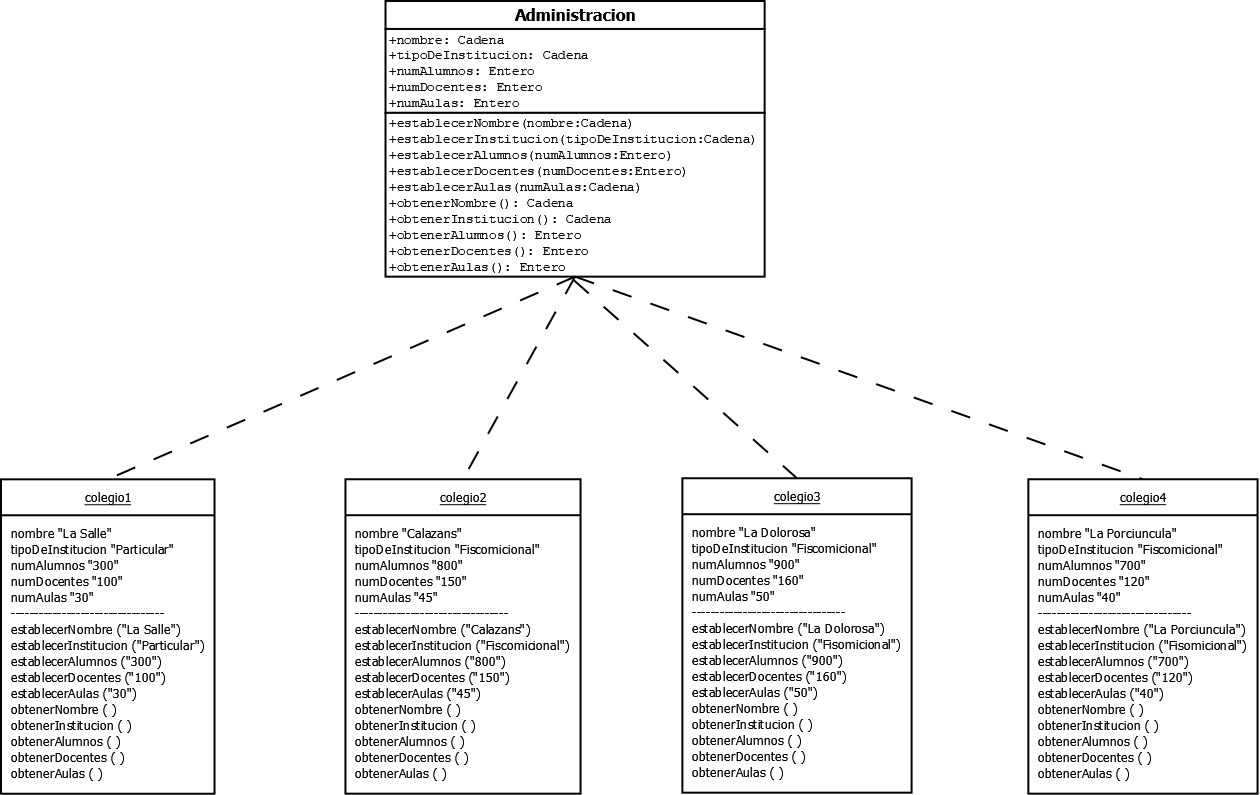 Administracion
+nombre: Cadena
+tipoDeInstitucion: Cadena
+numAlumnos: Entero
+numDocentes: Entero
+numAulas: Entero
+establecerNombre(nombre:Cadena)
+establecerInstitucion(tipoDeInstitucion:Cadena)
+establecerAlumnos(numAlumnos:Entero)
+establecerDocentes(numDocentes:Entero)
+establecerAulas(numAulas:Cadena)
+obtenerNombre(): Cadena
+obtenerInstitucion(): Cadena
+obtenerAlumnos(): Entero
+obtenerDocentes(): Entero
+obtenerAulas(): Entero
colegio1
nombre "La Salle"
tipoDeInstitucion "Particular"
numAlumnos "300"
numDocentes "100"
numAulas "30"
---------------------------------
establecerNombre ("La Salle")
establecerInstitucion ("Particular")
establecerAlumnos ("300")
establecerDocentes ("100")
establecerAulas ("30")
obtenerNombre ( )
obtenerInstitucion ( )
obtenerAlumnos ( )
obtenerDocentes ( )
obtenerAulas ( )
colegio2
nombre "Calazans"
tipoDeInstitucion "Fiscomicional"
numAlumnos "800"
numDocentes "150"
numAulas "45"
---------------------------------
establecerNombre ("Calazans")
establecerInstitucion ("Fiscomicional")
establecerAlumnos ("800")
establecerDocentes ("150")
establecerAulas ("45")
obtenerNombre ( )
obtenerInstitucion ( )
obtenerAlumnos ( )
obtenerDocentes ( )
obtenerAulas ( )
colegio3
nombre "La Dolorosa"
tipoDeInstitucion "Fiscomicional"
numAlumnos "900"
numDocentes "160"
numAulas "50"
---------------------------------
establecerNombre ("La Dolorosa")
establecerInstitucion ("Fisomicional")
establecerAlumnos ("900")
establecerDocentes ("160")
establecerAulas ("50")
obtenerNombre ( )
obtenerInstitucion ( )
obtenerAlumnos ( )
obtenerDocentes ( )
obtenerAulas ( )
colegio4
nombre "La Porciuncula"
tipoDeInstitucion "Fiscomicional"
numAlumnos "700"
numDocentes "120"
numAulas "40"
---------------------------------
establecerNombre ("La Porciuncula")
establecerInstitucion ("Fisomicional")
establecerAlumnos ("700")
establecerDocentes ("120")
establecerAulas ("40")
obtenerNombre ( )
obtenerInstitucion ( )
obtenerAlumnos ( )
obtenerDocentes ( )
obtenerAulas ( )